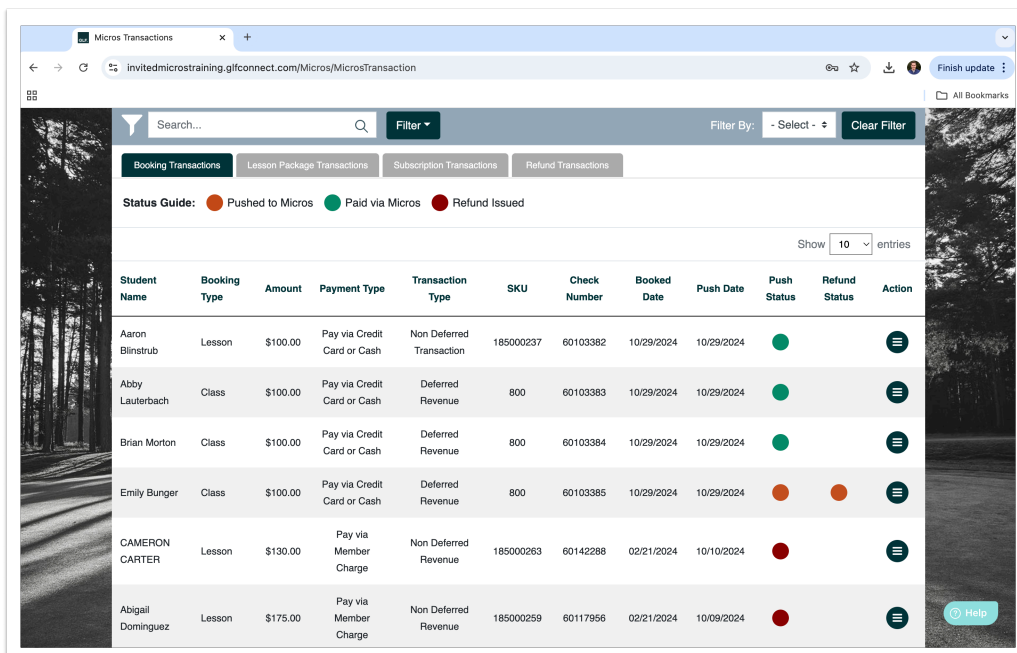 GLF. Micros Transactions
invitedmicrostraining.glfconnect.com/Micros/MicrosTransaction
Finish update
All Bookmarks
Search...
Filter
Filter By:
- Select -
Clear Filter
Booking Transactions
Lesson Package Transactions
Subscription Transactions
Refund Transactions
Status Guide: Pushed to Micros Paid via Micros Refund Issued
Show 10 entries
Student Name Booking Type Amount Payment Type Transaction Type SKU Check Number Booked Date Push Date Push Status Refund Status Action
Aaron Blinstrub Lesson $100.00 Pay via Credit Card or Cash Non Deferred Transaction 185000237 60103382 10/29/2024 10/29/2024
Abby Lauterbach Class $100.00 Pay via Credit Card or Cash Deferred Revenue 800 60103383 10/29/2024 10/29/2024
Brian Morton Class $100.00 Pay via Credit Card or Cash Deferred Revenue 800 60103384 10/29/2024 10/29/2024
Emily Bunger Class $100.00 Pay via Credit Card or Cash Deferred Revenue 800 60103385 10/29/2024 10/29/2024
CAMERON CARTER Lesson $130.00 Pay via Member Charge Non Deferred Revenue 185000263 60142288 02/21/2024 10/10/2024
Abigail Dominguez Lesson $175.00 Pay via Member Charge Non Deferred Revenue 185000259 60117956 02/21/2024 10/09/2024
Help